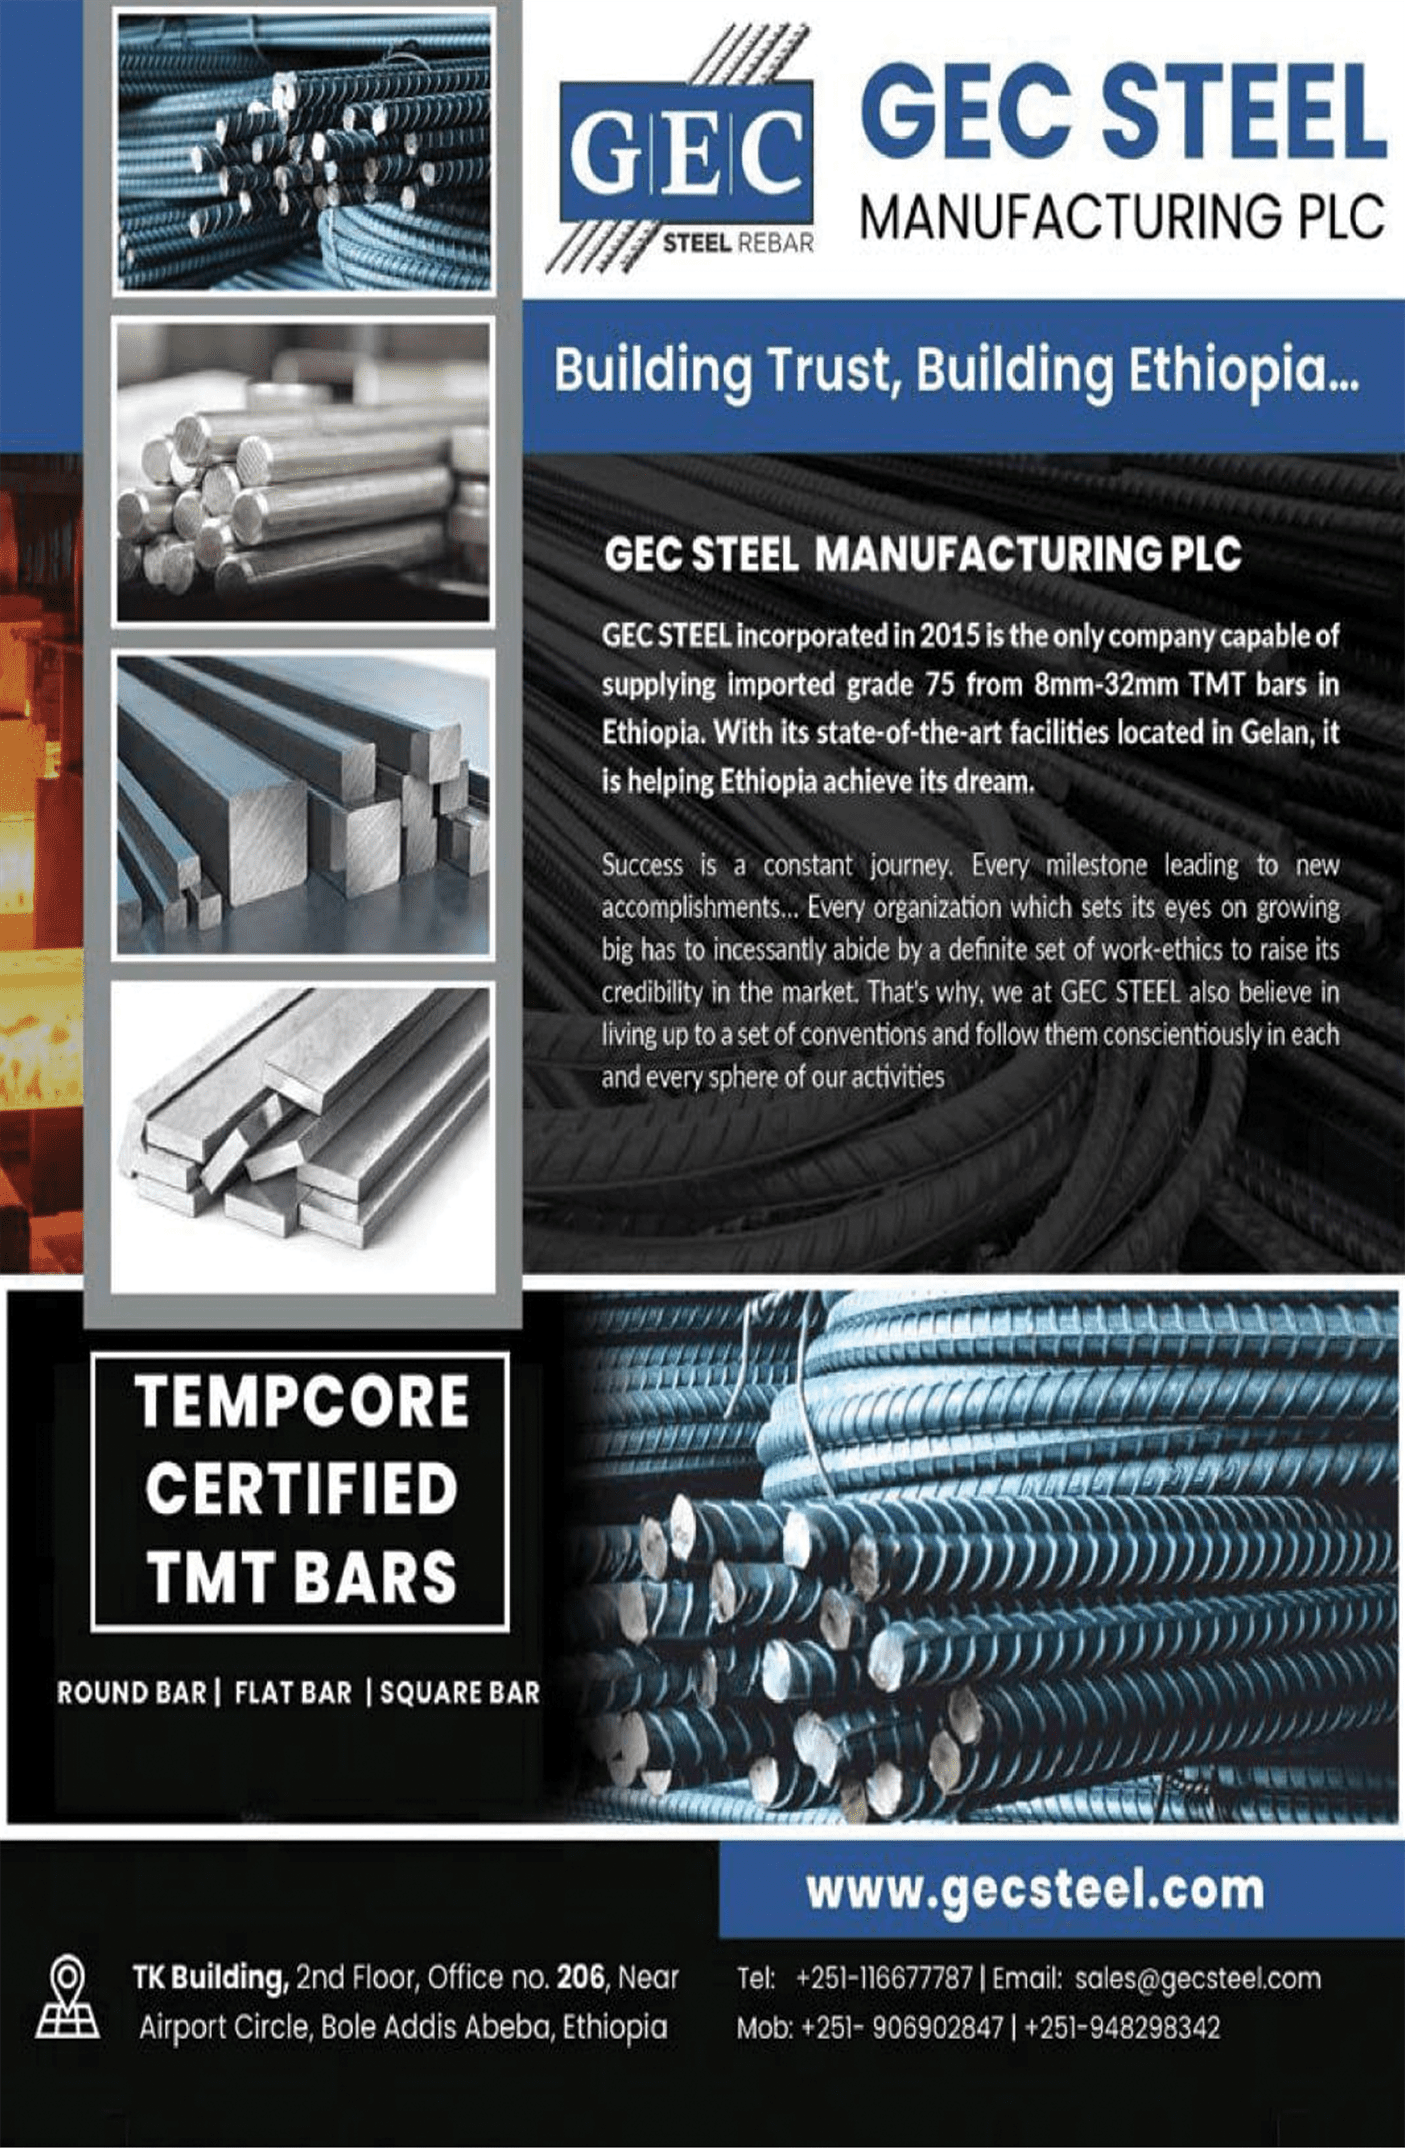 G|E|C
STEEL REBAR
GEC STEEL
MANUFACTURING PLC
Building Trust, Building Ethiopia...
GEC STEEL MANUFACTURING PLC
GEC STEEL incorporated in 2015 is the only company capable of
supplying imported grade 75 from 8mm-32mm TMT bars in
Ethiopia. With its state-of-the-art facilities located in Gelan, it
is helping Ethiopia achieve its dream.
Success is a constant journey. Every milestone leading to new
accomplishments... Every organization which sets its eyes on growing
big has to incessantly abide by a definite set of work-ethics to raise its
credibility in the market. That's why, we at GEC STEEL also believe in
living up to a set of conventions and follow them conscientiously in each
and every sphere of our activities
TEMPCORE
CERTIFIED
TMT BARS
ROUND BAR | FLAT BAR | SQUARE BAR
www.gecsteel.com
TK Building, 2nd Floor, Office no. 206, Near
Airport Circle, Bole Addis Abeba, Ethiopia
Tel: +251-116677787 | Email: sales@gecsteel.com
Mob: +251- 906902847 | +251-948298342